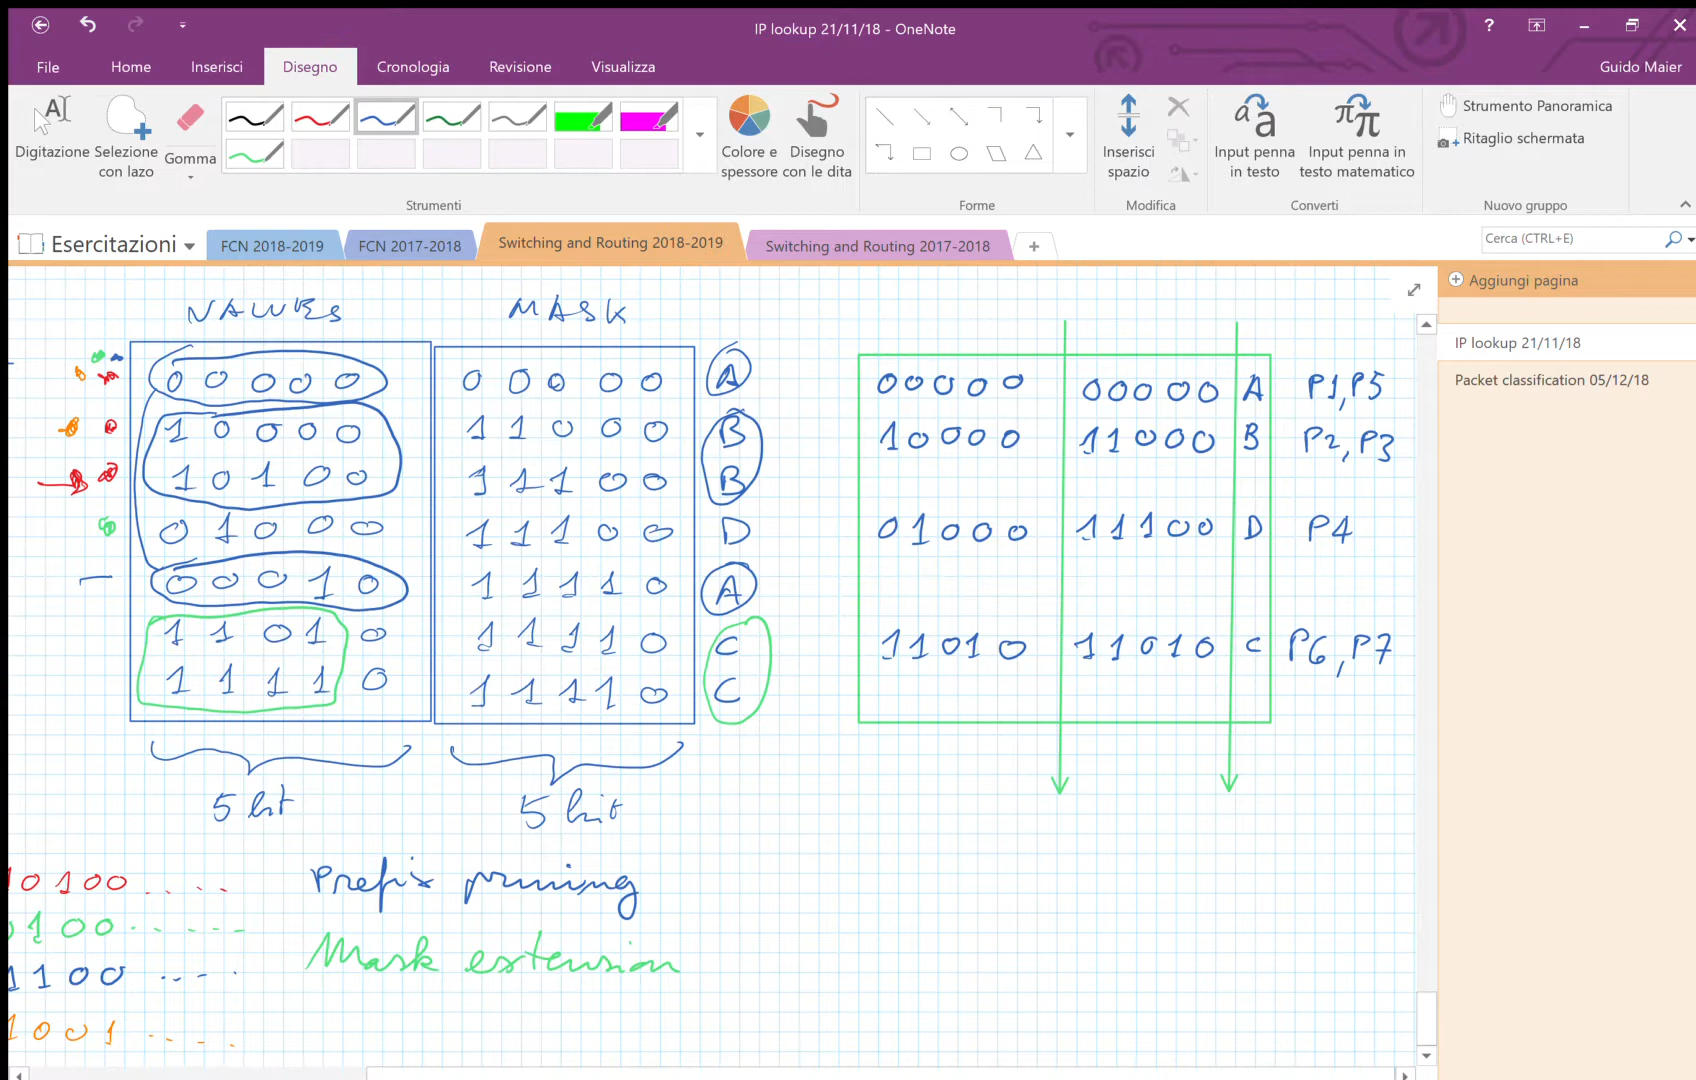 IP lookup 21/11/18 - OneNote
File Home Inserisci Disegno Cronologia Revisione Visualizza Guido Maier
Digitazione
Selezione con lazo
Gomma
Colore e spessore
Disegno con le dita
Inserisci spazio
Input penna in testo
Input penna in testo matematico
Strumento Panoramica
Ritaglio schermata
Strumenti Forme Modifica Converti Nuovo gruppo
Esercitazioni FCN 2018-2019 FCN 2017-2018 Switching and Routing 2018-2019 Switching and Routing 2017-2018
Cerca (CTRL+E)
Aggiungi pagina
IP lookup 21/11/18
Packet classification 05/12/18
VALUES MASK
0 0 0 0 0 0 0 0 0 0 A
1 0 0 0 0 1 1 0 0 0 B
1 0 1 0 0 1 1 1 0 0 B
0 1 0 0 0 1 1 1 0 0 D
0 0 0 1 0 1 1 1 1 0 A
1 1 0 1 0 1 1 1 1 0 C
1 1 1 1 0 1 1 1 1 0 C
5 bit 5 bit
00000 00000 A P1,P5
10000 11000 B P2,P3
01000 11100 D P4
11010 11010 C P6,P7
Prefix pruning
Mask extension
10100 ....
0100 ......
1100 ....
1001 ....